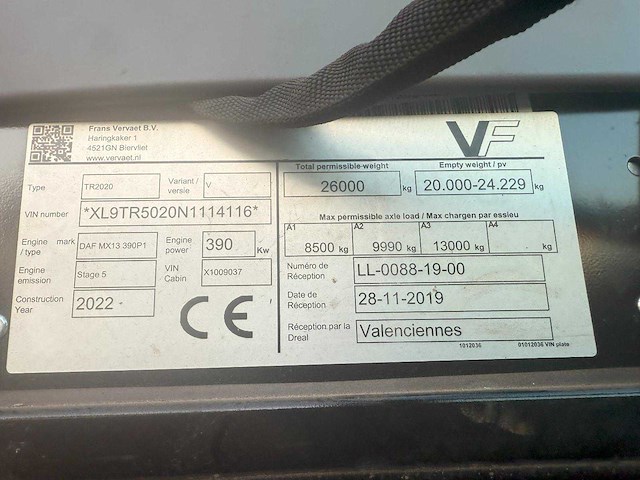 Frans Vervaet B.V.
Haringkaker 1
4521GN Biervliet
www.vervaet.nl
VF
Type TR2020 Variant / versie V
VIN number *XL9TR5020N1114116*
Engine mark / type DAF MX13 390P1 Engine power 390 Kw
Engine emission Stage 5 VIN Cabin X1009037
Construction Year 2022
CE
Total permissible weight Empty weight / pv
26000 kg 20.000-24.229 kg
Max permissible axle load / Max chargen par essieu
A1 A2 A3 A4
8500 kg 9990 kg 13000 kg kg
Numéro de Réception LL-0088-19-00
Date de Réception 28-11-2019
Réception par la Dreal Valenciennes
1012036 01012036 VIN plate